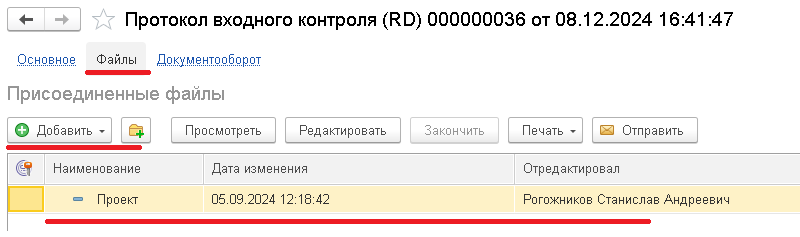 Протокол входного контроля (RD) 000000036 от 08.12.2024 16:41:47
Основное Файлы Документооборот
Присоединенные файлы
Добавить Просмотреть Редактировать Закончить Печать Отправить
Наименование Дата изменения Отредактировал
Проект 05.09.2024 12:18:42 Рогожников Станислав Андреевич